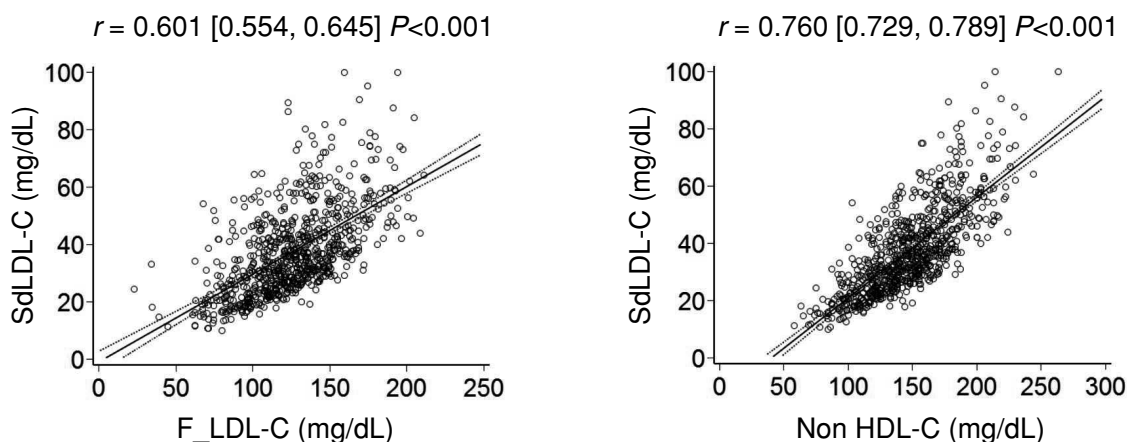 r = 0.601 [0.554, 0.645] P<0.001
100
80
60
40
20
0
SdLDL-C (mg/dL)
0 50 100 150 200 250
F_LDL-C (mg/dL)
r = 0.760 [0.729, 0.789] P<0.001
100
80
60
40
20
0
SdLDL-C (mg/dL)
0 50 100 150 200 250 300
Non HDL-C (mg/dL)